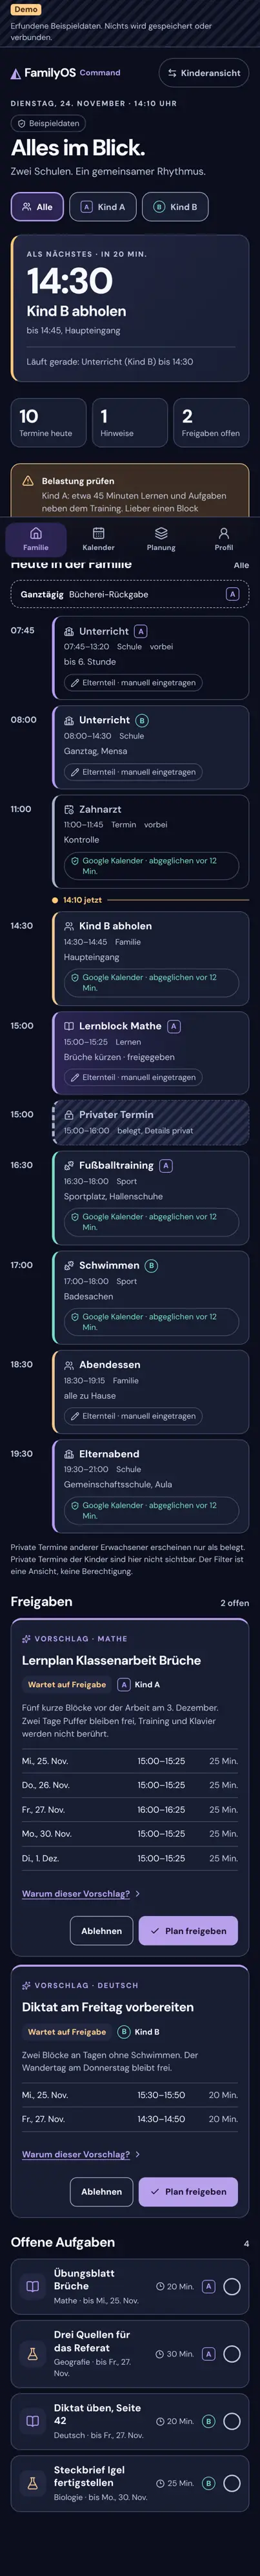 Demo
Erfundene Beispieldaten. Nichts wird gespeichert oder
verbunden.
FamilyOS Command
Kinderansicht
DIENSTAG, 24. NOVEMBER · 14:10 UHR
Beispieldaten
Alles im Blick.
Zwei Schulen. Ein gemeinsamer Rhythmus.
Alle
A Kind A
B Kind B
ALS NÄCHSTES · IN 20 MIN.
14:30
Kind B abholen
bis 14:45, Haupteingang
Läuft gerade: Unterricht (Kind B) bis 14:30
10
Termine heute
1
Hinweise
2
Freigaben offen
Belastung prüfen
Kind A: etwa 45 Minuten Lernen und Aufgaben
neben dem Training. Lieber einen Block
Familie
Kalender
Planung
Profil
Heute in der Familie
Alle
Ganztägig Bücherei-Rückgabe A
07:45
Unterricht A
07:45–13:20 Schule vorbei
bis 6. Stunde
Elternteil · manuell eingetragen
08:00
Unterricht B
08:00–14:30 Schule
Ganztag, Mensa
Elternteil · manuell eingetragen
11:00
Zahnarzt
11:00–11:45 Termin vorbei
Kontrolle
Google Kalender · abgeglichen vor 12
Min.
14:10 jetzt
14:30
Kind B abholen
14:30–14:45 Familie
Haupteingang
Google Kalender · abgeglichen vor 12
Min.
15:00
Lernblock Mathe A
15:00–15:25 Lernen
Brüche kürzen · freigegeben
Elternteil · manuell eingetragen
15:00
Privater Termin
15:00–16:00 belegt, Details privat
16:30
Fußballtraining A
16:30–18:00 Sport
Sportplatz, Hallenschuhe
Google Kalender · abgeglichen vor 12
Min.
17:00
Schwimmen B
17:00–18:00 Sport
Badesachen
Google Kalender · abgeglichen vor 12
Min.
18:30
Abendessen
18:30–19:15 Familie
alle zu Hause
Elternteil · manuell eingetragen
19:30
Elternabend
19:30–21:00 Schule
Gemeinschaftsschule, Aula
Google Kalender · abgeglichen vor 12
Min.
Private Termine anderer Erwachsener erscheinen nur als belegt.
Private Termine der Kinder sind hier nicht sichtbar. Der Filter ist
eine Ansicht, keine Berechtigung.
Freigaben
2 offen
VORSCHLAG · MATHE
Lernplan Klassenarbeit Brüche
Wartet auf Freigabe A Kind A
Fünf kurze Blöcke vor der Arbeit am 3. Dezember.
Zwei Tage Puffer bleiben frei, Training und Klavier
werden nicht berührt.
Mi., 25. Nov. 15:00–15:25 25 Min.
Do., 26. Nov. 15:00–15:25 25 Min.
Fr., 27. Nov. 16:00–16:25 25 Min.
Mo., 30. Nov. 15:00–15:25 25 Min.
Di., 1. Dez. 15:00–15:25 25 Min.
Warum dieser Vorschlag?
Ablehnen
Plan freigeben
VORSCHLAG · DEUTSCH
Diktat am Freitag vorbereiten
Wartet auf Freigabe B Kind B
Zwei Blöcke an Tagen ohne Schwimmen. Der
Wandertag am Donnerstag bleibt frei.
Mi., 25. Nov. 15:30–15:50 20 Min.
Fr., 27. Nov. 14:30–14:50 20 Min.
Warum dieser Vorschlag?
Ablehnen
Plan freigeben
Offene Aufgaben
4
Übungsblatt
Brüche
Mathe · bis Mi., 25. Nov.
20 Min. A
Drei Quellen für
das Referat
Geografie · bis Fr., 27.
Nov.
30 Min. A
Diktat üben, Seite
42
Deutsch · bis Fr., 27. Nov.
20 Min. B
Steckbrief Igel
fertigstellen
Biologie · bis Mo., 30. Nov.
25 Min. B